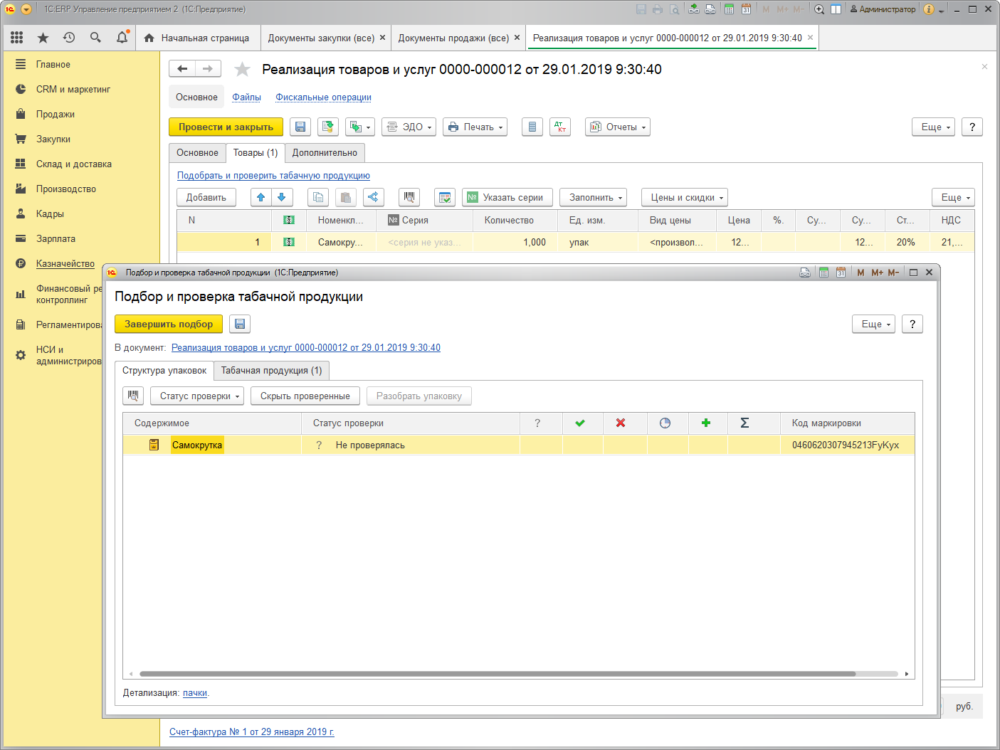 1С:ERP Управление предприятием 2 (1С:Предприятие)
M M+ M− Администратор
Начальная страница Документы закупки (все) Документы продажи (все) Реализация товаров и услуг 0000-000012 от 29.01.2019 9:30:40
Главное
CRM и маркетинг
Продажи
Закупки
Склад и доставка
Производство
Кадры
Зарплата
Казначейство
Финансовый ре
контроллинг
Регламентирова
НСИ и
администриров
Реализация товаров и услуг 0000-000012 от 29.01.2019 9:30:40
Основное Файлы Фискальные операции
Провести и закрыть ЭДО Печать Дт Кт Отчеты Еще ?
Основное Товары (1) Дополнительно
Подобрать и проверить табачную продукцию
Добавить № Указать серии Заполнить Цены и скидки Еще
N Номенкл... № Серия Количество Ед. изм. Вид цены Цена %. Су... Су... Ст... НДС
1 Самокру... <серия не указ... 1,000 упак <произвол... 12... 12... 20% 21,...
Подбор и проверка табачной продукции (1С:Предприятие)
31 M M+ M−
Подбор и проверка табачной продукции
Завершить подбор Еще ?
В документ: Реализация товаров и услуг 0000-000012 от 29.01.2019 9:30:40
Структура упаковок Табачная продукция (1)
Статус проверки Скрыть проверенные Разобрать упаковку
Содержимое Статус проверки ? Σ Код маркировки
Самокрутка ? Не проверялась 0460620307945213FyKyx
Детализация: пачки.
руб.
Счет-фактура № 1 от 29 января 2019 г.